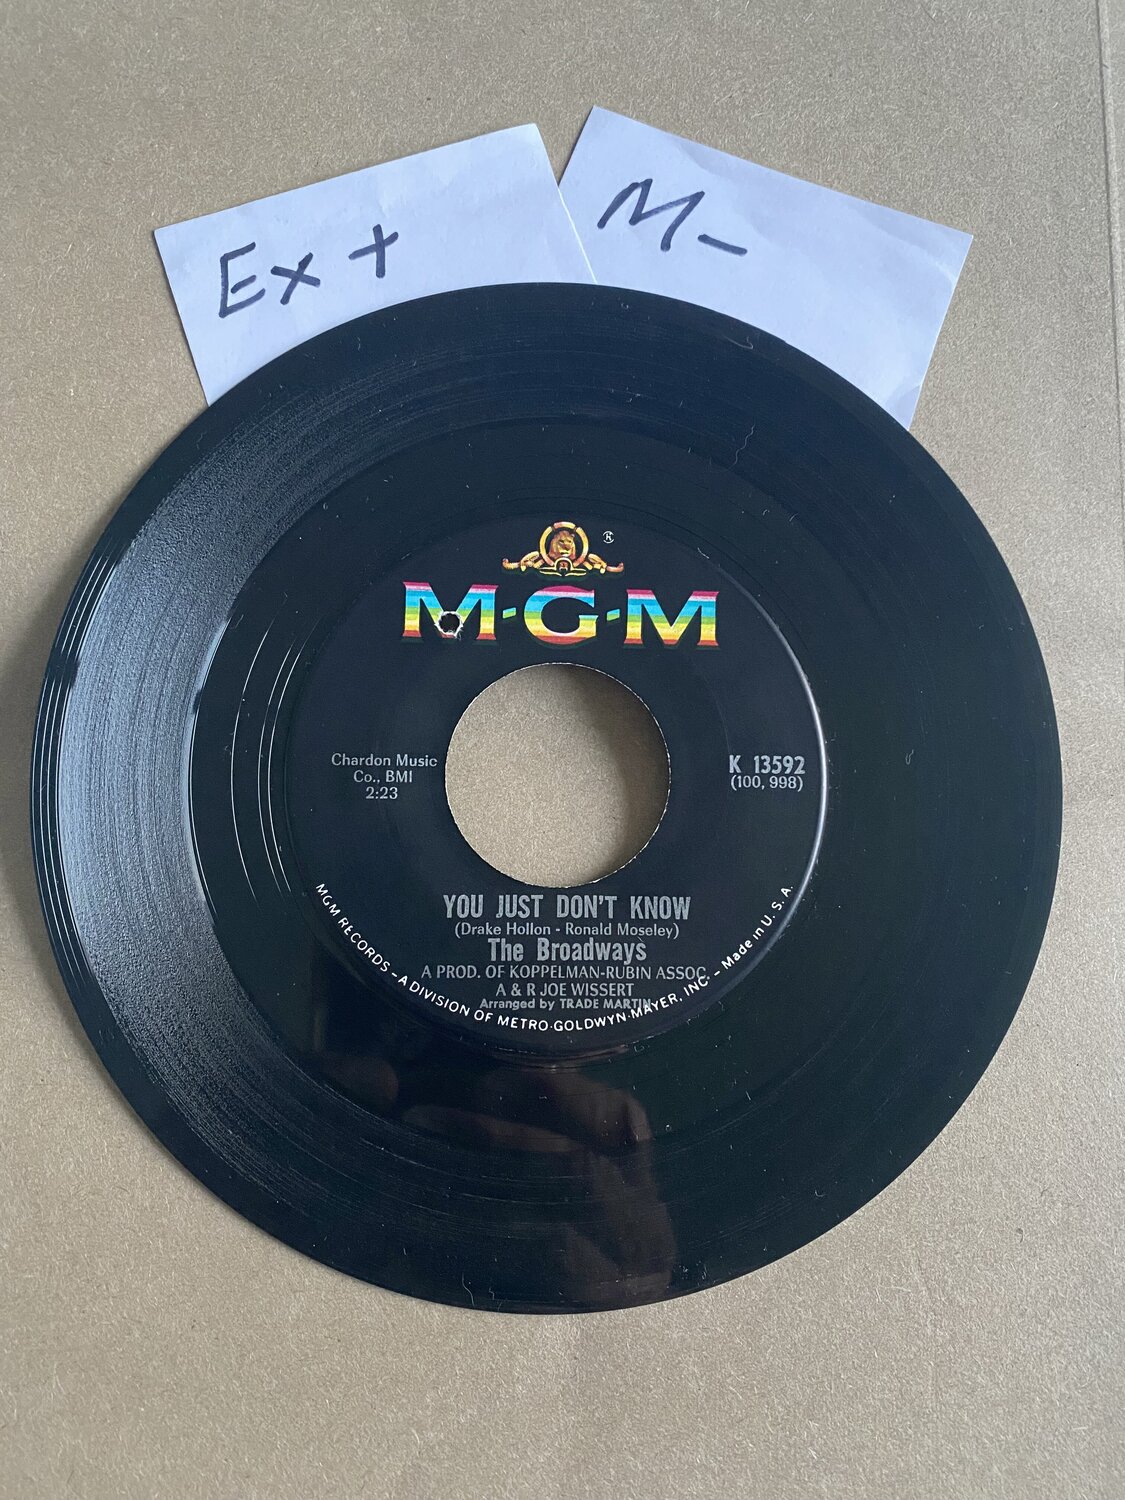 Ex +
M-
M-G-M
Chardon Music
Co., BMI
2:23
K 13592
(100, 998)
YOU JUST DON'T KNOW
(Drake Hollon - Ronald Moseley)
The Broadways
A PROD. OF KOPPELMAN-RUBIN ASSOC.
A & R JOE WISSERT
Arranged by TRADE MARTIN
MGM RECORDS – A DIVISION OF METRO-GOLDWYN-MAYER, INC. – Made in U. S. A.